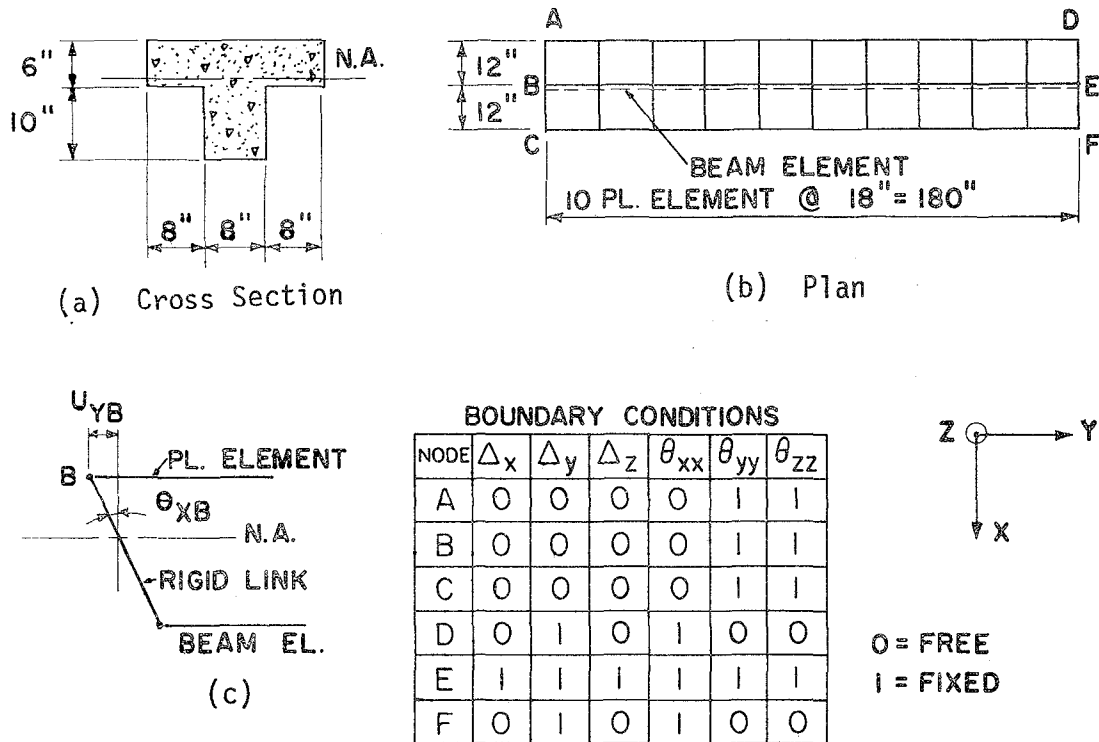 6"
10"
N.A.
8" 8" 8"
(a) Cross Section
A D
12"
B E
12"
C F
BEAM ELEMENT
10 PL. ELEMENT @ 18" = 180"
(b) Plan
U_YB
PL. ELEMENT
B
θ_XB
N.A.
RIGID LINK
BEAM EL.
(c)
BOUNDARY CONDITIONS
NODE Δx Δy Δz θxx θyy θzz
A 0 0 0 0 1 1
B 0 0 0 0 1 1
C 0 0 0 0 1 1
D 0 1 0 1 0 0
E 1 1 1 1 1 1
F 0 1 0 1 0 0
Z Y
X
0 = FREE
1 = FIXED